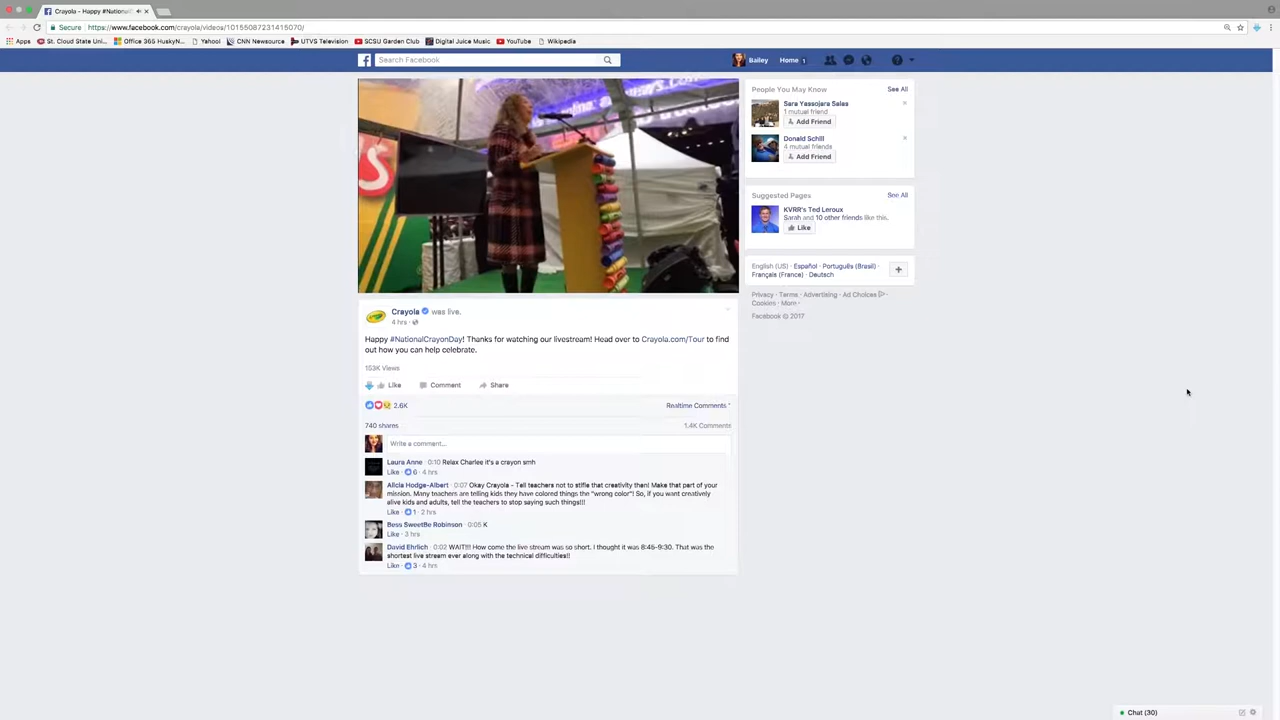 Crayola - Happy #National
Secure https://www.facebook.com/crayola/videos/10155087231415070/
Apps St. Cloud State Uni... Office 365 HuskyN... Yahoo! CNN Newsource UTVS Television SCSU Garden Club Digital Juice Music YouTube Wikipedia
Search Facebook Bailey Home 1
People You May Know See All
Sara Yassojara Salas
1 mutual friend
Add Friend
Donald Schill
4 mutual friends
Add Friend
Suggested Pages See All
KVRR's Ted Leroux
Sarah and 10 other friends like this.
Like
English (US) · Español · Português (Brasil) ·
Français (France) · Deutsch
Privacy · Terms · Advertising · Ad Choices ·
Cookies · More ·
Facebook © 2017
Crayola was live.
4 hrs ·
Happy #NationalCrayonDay! Thanks for watching our livestream! Head over to Crayola.com/Tour to find
out how you can help celebrate.
153K Views
Like Comment Share
2.6K Realtime Comments
740 shares 1.4K Comments
Write a comment...
Laura Anne · 0:10 Relax Charlee it's a crayon smh
Like · 6 · 4 hrs
Alicia Hodge-Albert · 0:07 Okay Crayola - Tell teachers not to stifle that creativity then! Make that part of your
mission. Many teachers are telling kids they have colored things the "wrong color"! So, if you want creatively
alive kids and adults, tell the teachers to stop saying such things!!!
Like · 1 · 2 hrs
Bess SweetBe Robinson · 0:05 K
Like · 3 hrs
David Ehrlich · 0:02 WAIT!!! How come the live stream was so short. I thought it was 8:45-9:30. That was the
shortest live stream ever along with the technical difficulties!!
Like · 3 · 4 hrs
Chat (30)